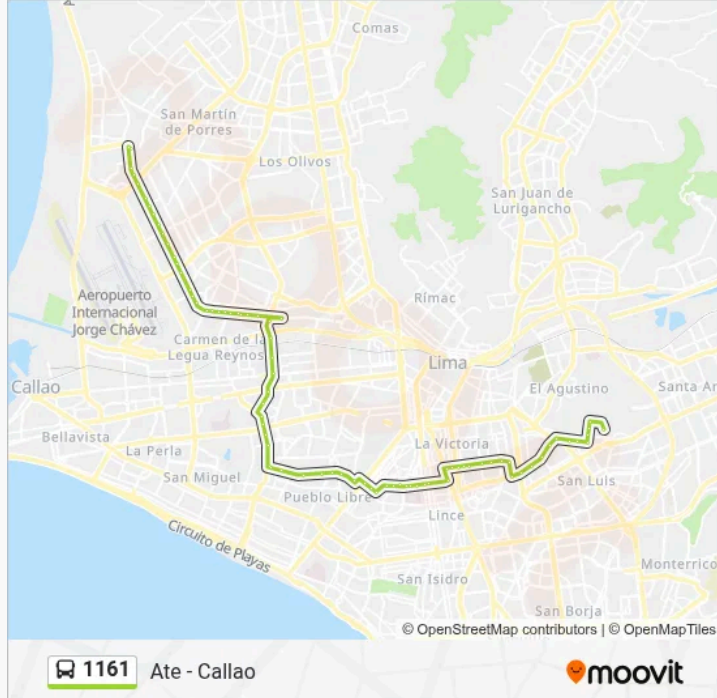 Comas
San Martín
de Porres
Los Olivos
San Juan de
Lurigancho
Aeropuerto
Internacional
Jorge Chávez
Rímac
Carmen de la
Legua Reynos
Lima
Callao
El Agustino
Santa Ar
Bellavista
La Perla
La Victoria
San Miguel
San Luis
Pueblo Libre
Lince
Circuito de Playas
Monterrico
San Isidro
San Borja
© OpenStreetMap contributors | © OpenMapTiles
1161 Ate - Callao
moovit